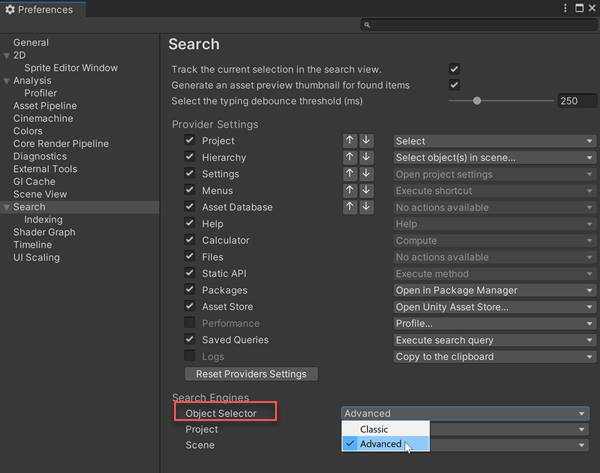 Preferences
General
2D
Sprite Editor Window
Analysis
Profiler
Asset Pipeline
Cinemachine
Colors
Core Render Pipeline
Diagnostics
External Tools
GI Cache
Scene View
Search
Indexing
Shader Graph
Timeline
UI Scaling
Search
Track the current selection in the search view.
Generate an asset preview thumbnail for found items
Select the typing debounce threshold (ms) 250
Provider Settings
Project Select
Hierarchy Select object(s) in scene...
Settings Open project settings
Menus Execute shortcut
Asset Database No actions available
Help Help
Calculator Compute
Files No actions available
Static API Execute method
Packages Open in Package Manager
Asset Store Open Unity Asset Store...
Performance Profile...
Saved Queries Execute search query
Logs Copy to the clipboard
Reset Providers Settings
Search Engines
Object Selector Advanced
Project Classic
Scene Advanced